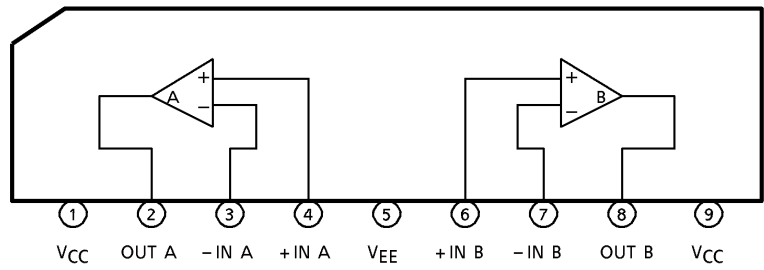 + +
A B
− −
1 2 3 4 5 6 7 8 9
VCC OUT A −IN A +IN A VEE +IN B −IN B OUT B VCC